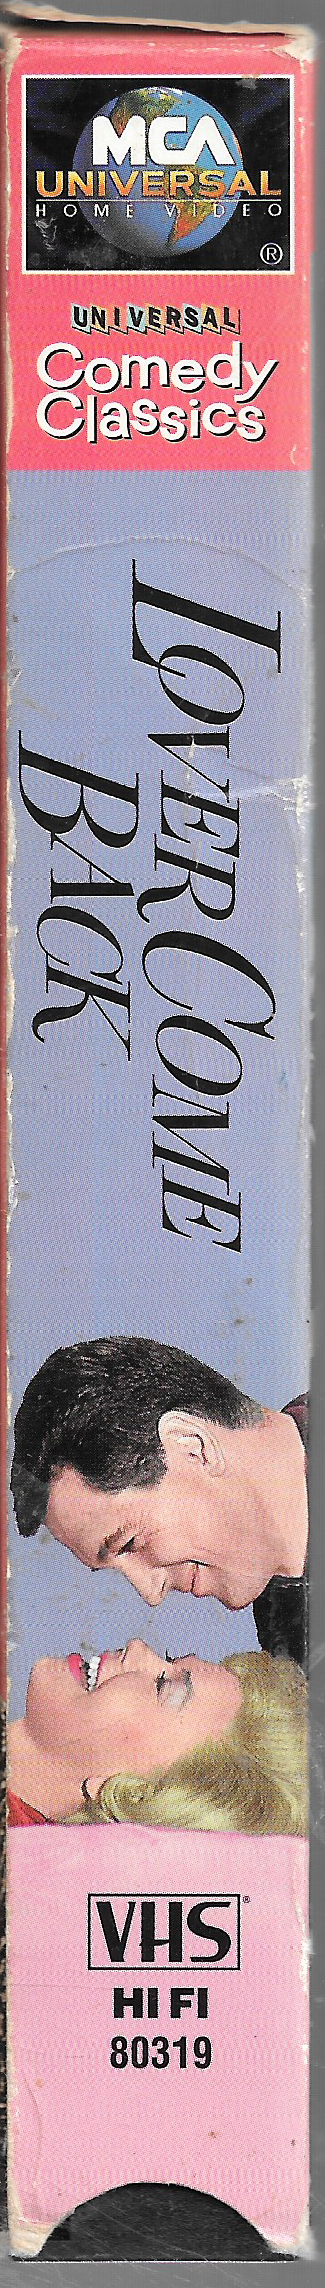 MCA
UNIVERSAL
HOME VIDEO
®
UNIVERSAL
Comedy
Classics
LOVER COME
BACK
VHS®
HI FI
80319